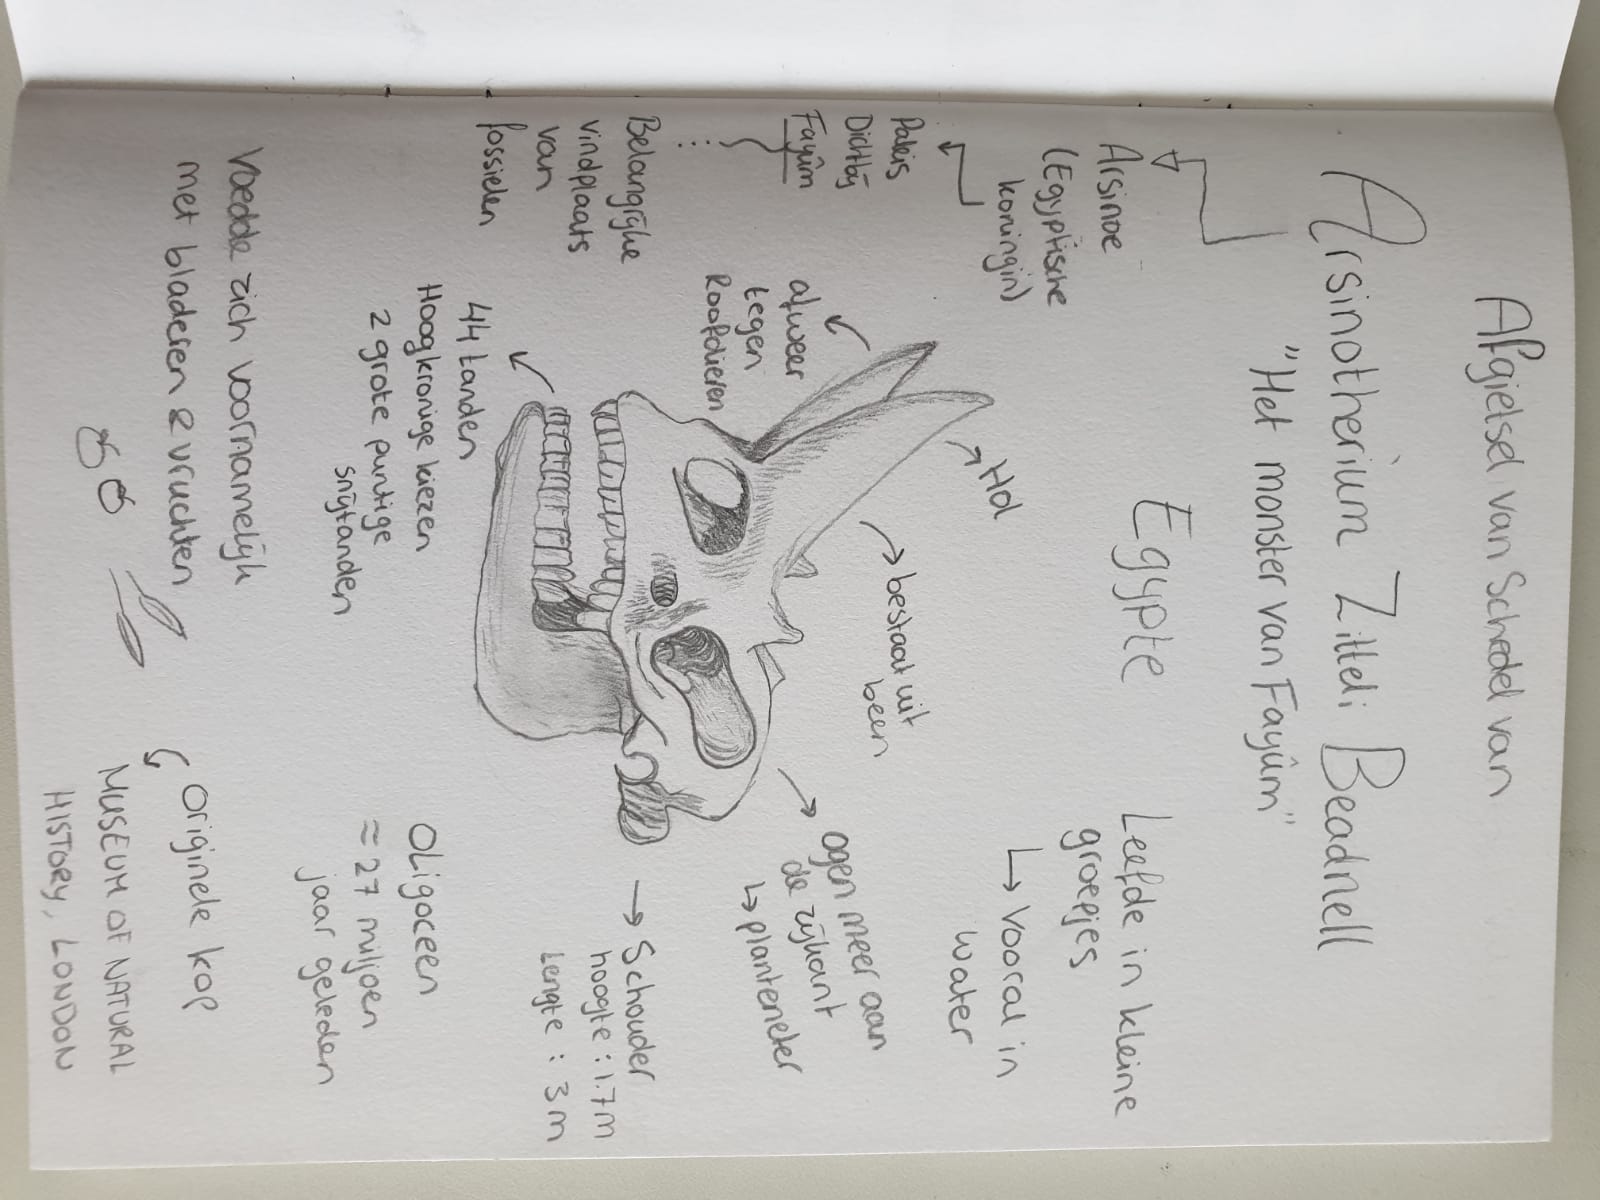 Afgietsel van Schedel van
Arsinotherium Zitteli Beadnell
"Het monster van Fayûm"
Egypte
Arsinoe
(Egyptische
koningin)
Paleis
Dichtbij
Fayûm
Belangrijke
vindplaats
van
fossielen
Leefde in kleine
groepjes
↳ vooral in
water
→ Hol
→ bestaat uit
been
afweer
tegen
Roofdieren
ogen meer aan
de zijkant
↳ planteneter
→ Schouder
hoogte : 1.7m
Lengte : 3m
44 tanden
Hoogkronige kiezen
2 grote puntige
snijtanden
Oligoceen
≈ 27 miljoen
jaar geleden
Voedde zich voornamelijk
met bladeren & vruchten
Originele kop
MUSEUM OF NATURAL
HISTORY, LONDON